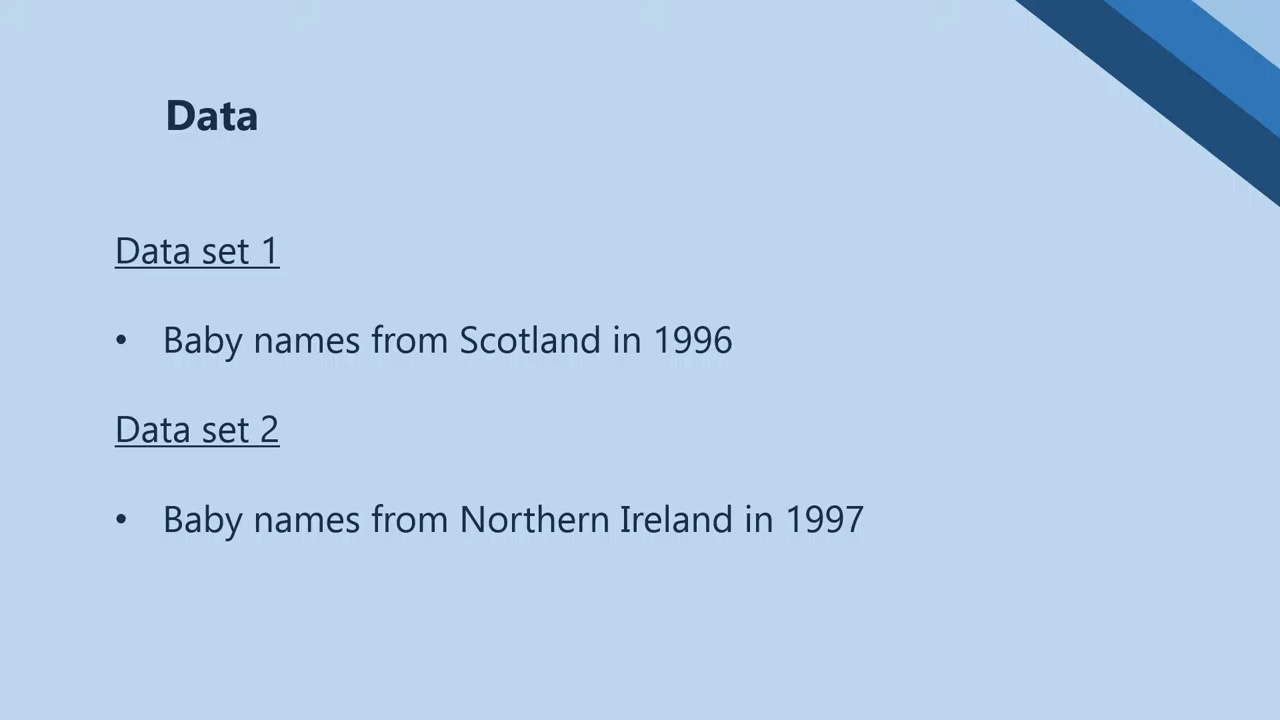 Data
Data set 1
• Baby names from Scotland in 1996
Data set 2
• Baby names from Northern Ireland in 1997